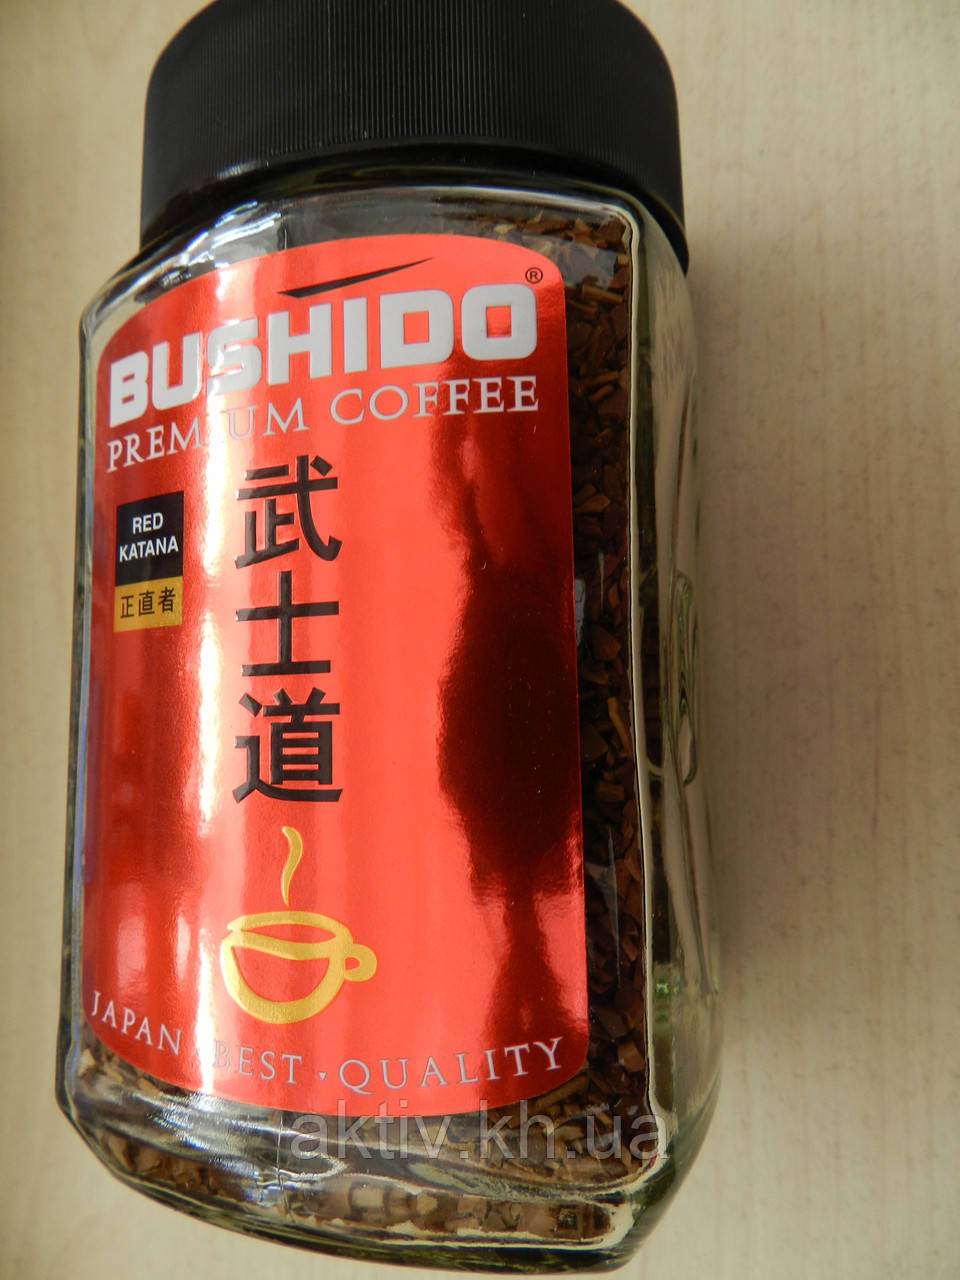 BUSHIDO®
PREMIUM COFFEE
RED
KATANA
正直者
武士道
JAPAN BEST · QUALITY
aktiv.kh.ua